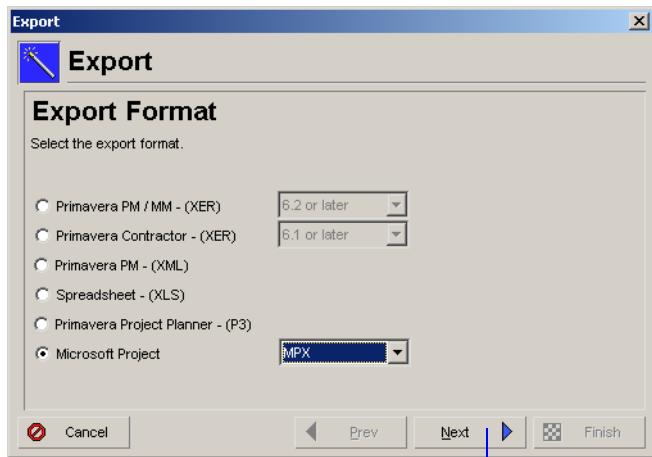 Export
Export
Export Format
Select the export format.
Primavera PM / MM - (XER) 6.2 or later
Primavera Contractor - (XER) 6.1 or later
Primavera PM - (XML)
Spreadsheet - (XLS)
Primavera Project Planner - (P3)
Microsoft Project MPX
Cancel Prev Next Finish